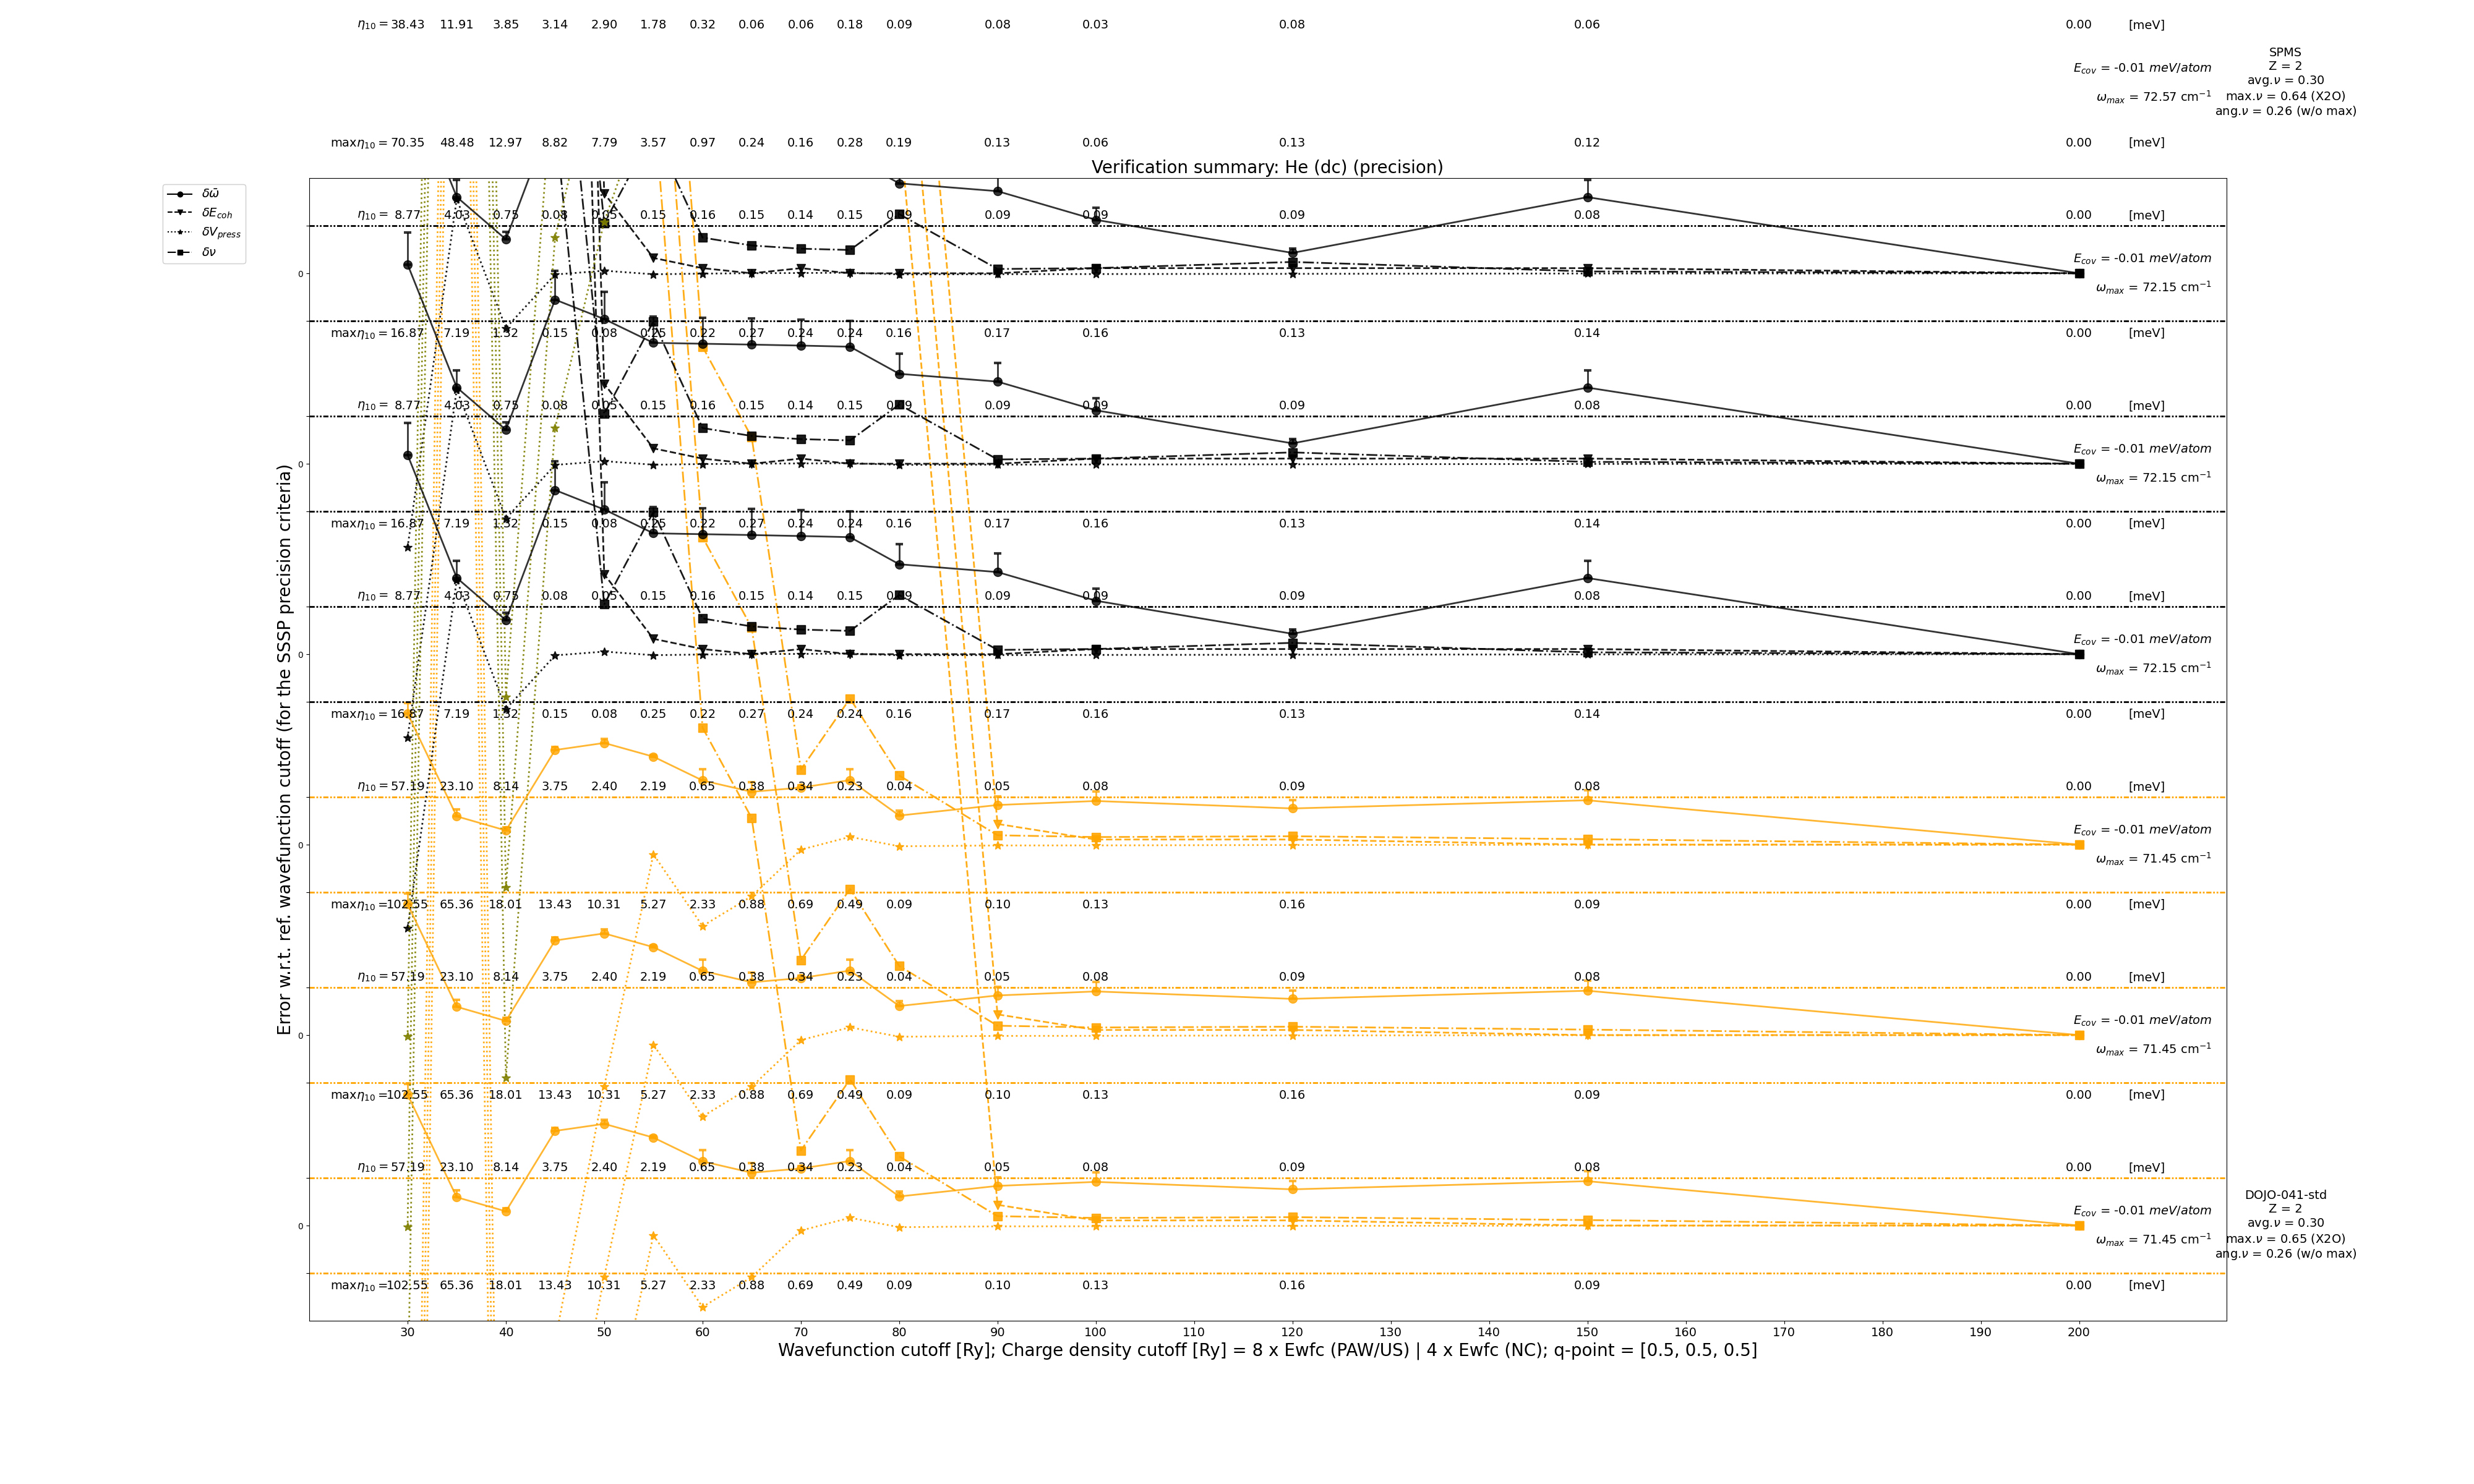 η10 = 38.43 11.91 3.85 3.14 2.90 1.78 0.32 0.06 0.06 0.18 0.09 0.08 0.03 0.08 0.06 0.00 [meV]
SPMS
Z = 2
avg.ν = 0.30
max.ν = 0.64 (X2O)
ang.ν = 0.26 (w/o max)
Ecov = -0.01 meV/atom
ωmax = 72.57 cm−1
maxη10 = 70.35 48.48 12.97 8.82 7.79 3.57 0.97 0.24 0.16 0.28 0.19 0.13 0.06 0.13 0.12 0.00 [meV]
Verification summary: He (dc) (precision)
δω̄
δEcoh
δVpress
δν
η10 = 8.77 4.03 0.75 0.08 0.05 0.15 0.16 0.15 0.14 0.15 0.09 0.09 0.09 0.09 0.08 0.00 [meV]
Ecov = -0.01 meV/atom
0
ωmax = 72.15 cm−1
maxη10 = 16.87 7.19 1.32 0.15 0.08 0.25 0.22 0.27 0.24 0.24 0.16 0.17 0.16 0.13 0.14 0.00 [meV]
η10 = 8.77 4.03 0.75 0.08 0.05 0.15 0.16 0.15 0.14 0.15 0.09 0.09 0.09 0.09 0.08 0.00 [meV]
Ecov = -0.01 meV/atom
0
ωmax = 72.15 cm−1
maxη10 = 16.87 7.19 1.32 0.15 0.08 0.25 0.22 0.27 0.24 0.24 0.16 0.17 0.16 0.13 0.14 0.00 [meV]
η10 = 8.77 4.03 0.75 0.08 0.05 0.15 0.16 0.15 0.14 0.15 0.09 0.09 0.09 0.09 0.08 0.00 [meV]
Ecov = -0.01 meV/atom
0
ωmax = 72.15 cm−1
maxη10 = 16.87 7.19 1.32 0.15 0.08 0.25 0.22 0.27 0.24 0.24 0.16 0.17 0.16 0.13 0.14 0.00 [meV]
η10 = 57.19 23.10 8.14 3.75 2.40 2.19 0.65 0.38 0.34 0.23 0.04 0.05 0.08 0.09 0.08 0.00 [meV]
Ecov = -0.01 meV/atom
0
ωmax = 71.45 cm−1
maxη10 =102.55 65.36 18.01 13.43 10.31 5.27 2.33 0.88 0.69 0.49 0.09 0.10 0.13 0.16 0.09 0.00 [meV]
η10 = 57.19 23.10 8.14 3.75 2.40 2.19 0.65 0.38 0.34 0.23 0.04 0.05 0.08 0.09 0.08 0.00 [meV]
Ecov = -0.01 meV/atom
0
ωmax = 71.45 cm−1
maxη10 =102.55 65.36 18.01 13.43 10.31 5.27 2.33 0.88 0.69 0.49 0.09 0.10 0.13 0.16 0.09 0.00 [meV]
η10 = 57.19 23.10 8.14 3.75 2.40 2.19 0.65 0.38 0.34 0.23 0.04 0.05 0.08 0.09 0.08 0.00 [meV]
Ecov = -0.01 meV/atom
0
ωmax = 71.45 cm−1
maxη10 =102.55 65.36 18.01 13.43 10.31 5.27 2.33 0.88 0.69 0.49 0.09 0.10 0.13 0.16 0.09 0.00 [meV]
DOJO-041-std
Z = 2
avg.ν = 0.30
max.ν = 0.65 (X2O)
ang.ν = 0.26 (w/o max)
Error w.r.t. ref. wavefunction cutoff (for the SSSP precision criteria)
30 40 50 60 70 80 90 100 110 120 130 140 150 160 170 180 190 200
Wavefunction cutoff [Ry]; Charge density cutoff [Ry] = 8 x Ewfc (PAW/US) | 4 x Ewfc (NC); q-point = [0.5, 0.5, 0.5]